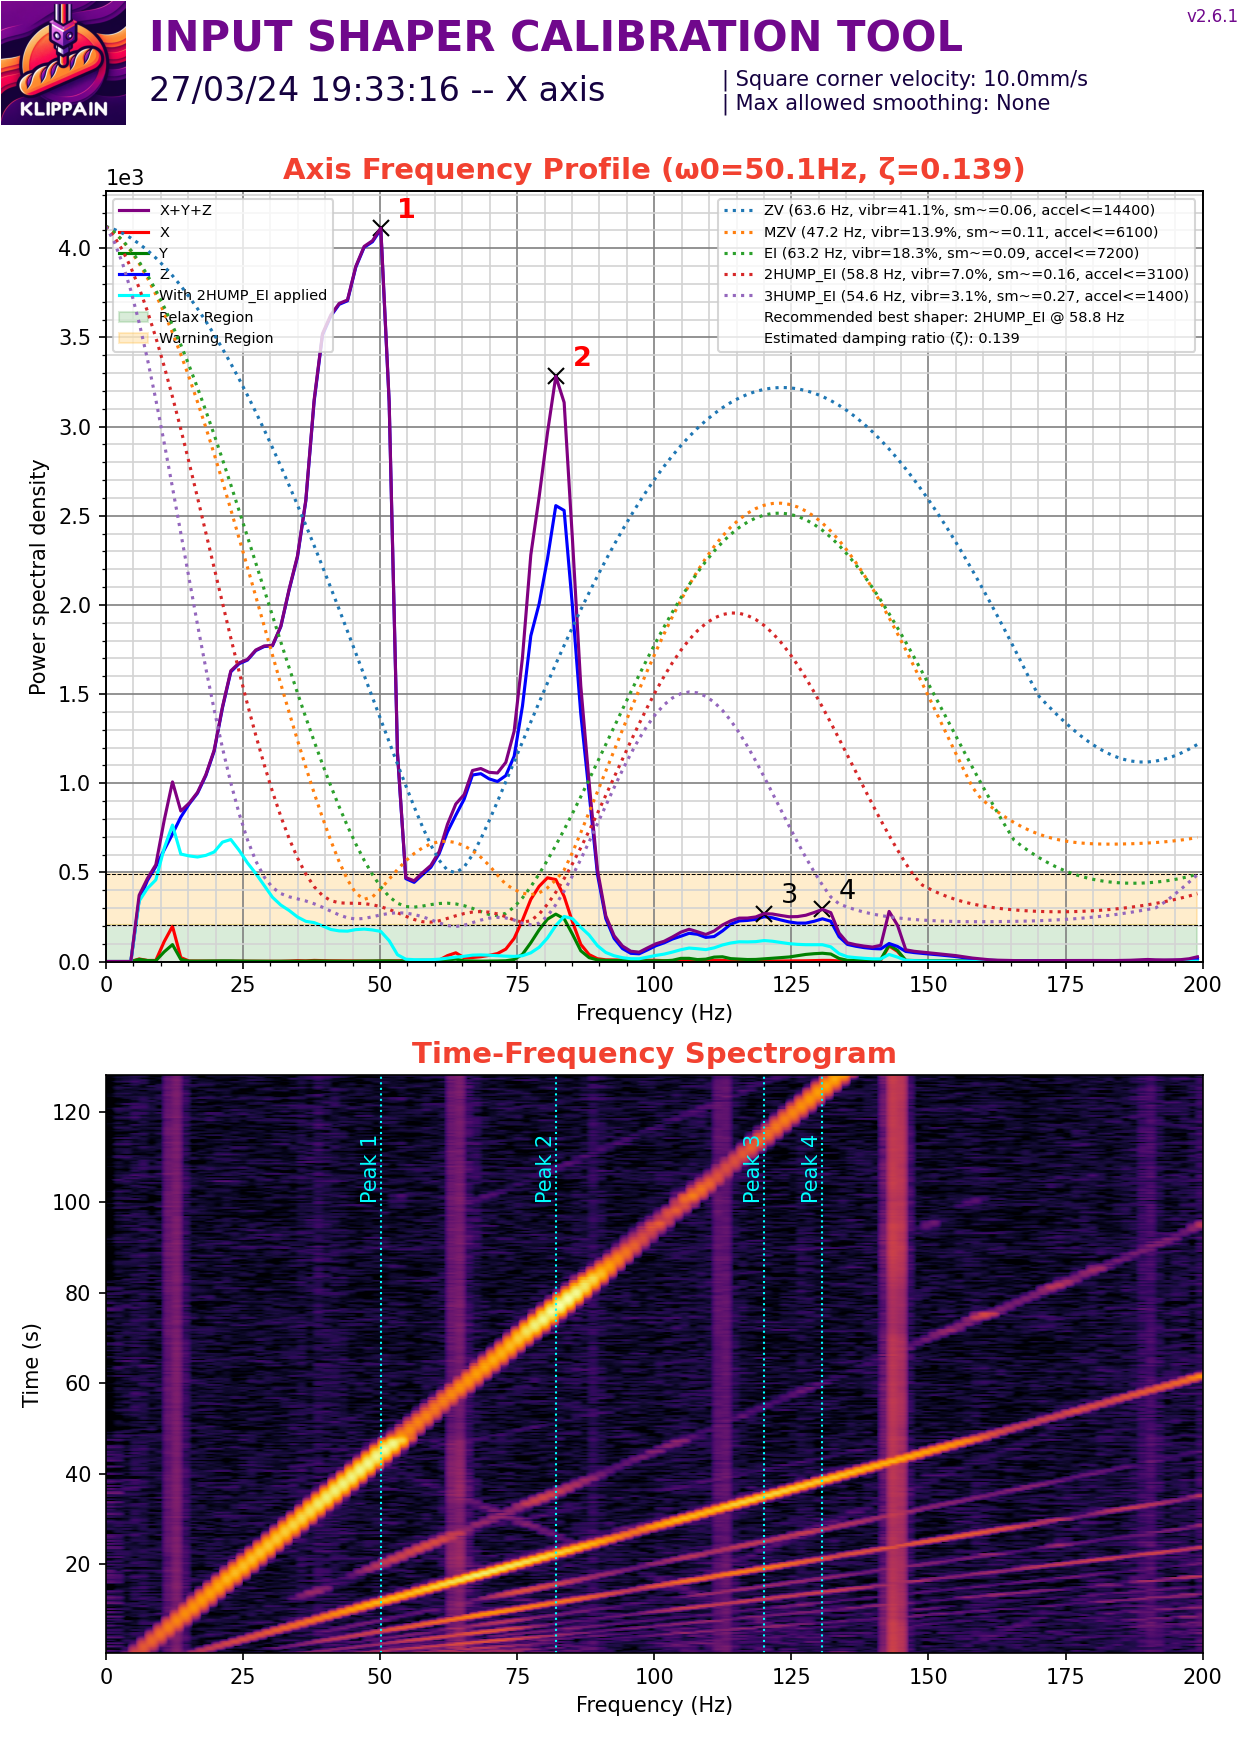 INPUT SHAPER CALIBRATION TOOL
v2.6.1
27/03/24 19:33:16 -- X axis
| Square corner velocity: 10.0mm/s
| Max allowed smoothing: None
KLIPPAIN
Axis Frequency Profile (ω0=50.1Hz, ζ=0.139)
1e3
X+Y+Z
X
Y
Z
With 2HUMP_EI applied
Relax Region
Warning Region
ZV (63.6 Hz, vibr=41.1%, sm~=0.06, accel<=14400)
MZV (47.2 Hz, vibr=13.9%, sm~=0.11, accel<=6100)
EI (63.2 Hz, vibr=18.3%, sm~=0.09, accel<=7200)
2HUMP_EI (58.8 Hz, vibr=7.0%, sm~=0.16, accel<=3100)
3HUMP_EI (54.6 Hz, vibr=3.1%, sm~=0.27, accel<=1400)
Recommended best shaper: 2HUMP_EI @ 58.8 Hz
Estimated damping ratio (ζ): 0.139
1
2
3
4
4.0
3.5
3.0
2.5
2.0
1.5
1.0
0.5
0.0
Power spectral density
0 25 50 75 100 125 150 175 200
Frequency (Hz)
Time-Frequency Spectrogram
Peak 1
Peak 2
Peak 3
Peak 4
120
100
80
60
40
20
Time (s)
0 25 50 75 100 125 150 175 200
Frequency (Hz)